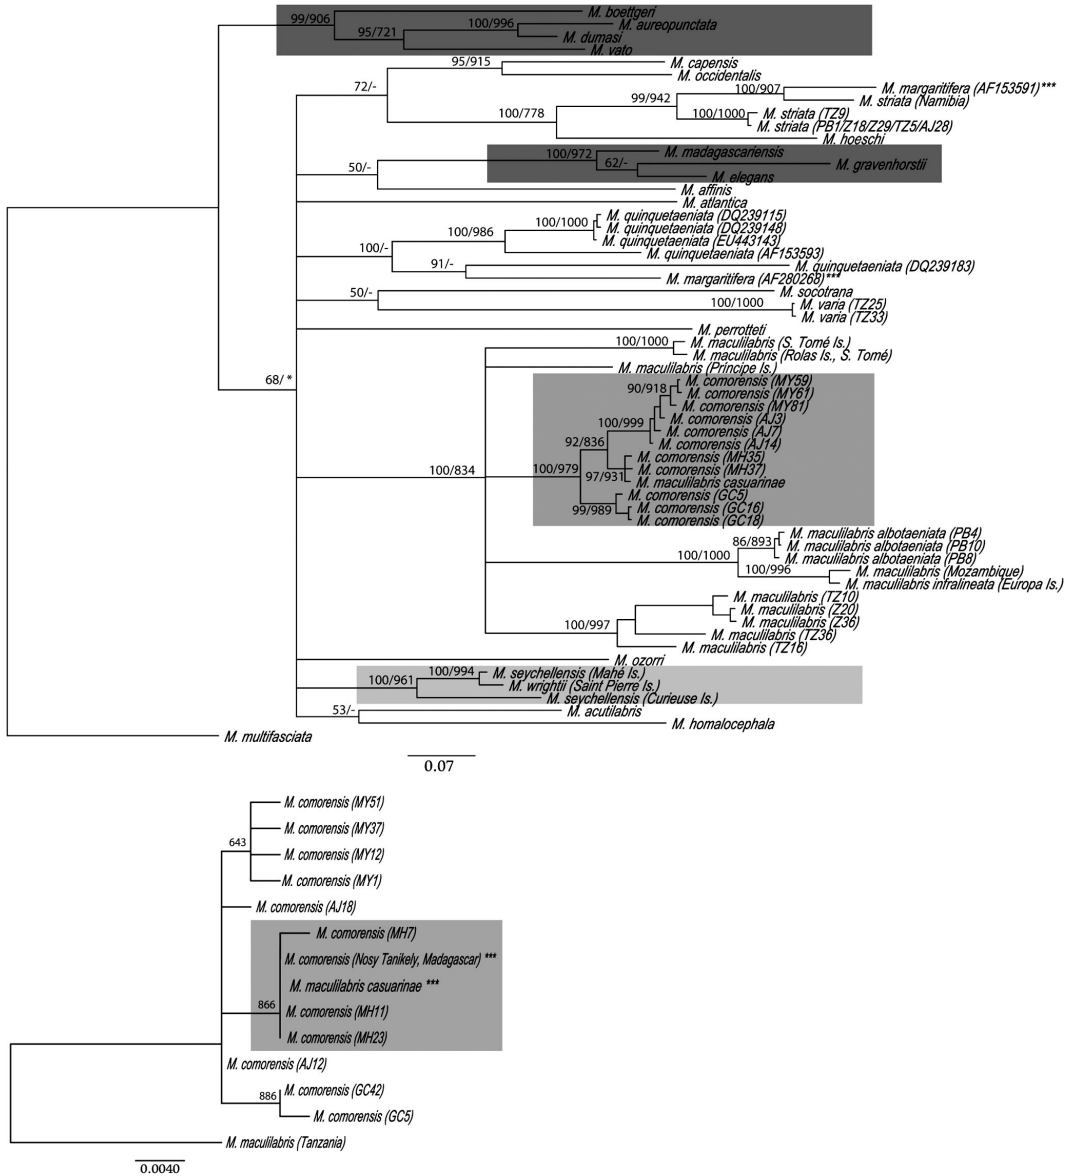 99/906
M. boettgeri
100/996
M. aureopunctata
95/721
M. dumasi
M. vato
95/915
M. capensis
M. occidentalis
72/-
100/907
M. margaritifera (AF153591)***
99/942
M. striata (Namibia)
100/778
100/1000
M. striata (TZ9)
M. striata (PB1/Z18/Z29/TZ5/AJ28)
M. hoeschi
100/972
M. madagascariensis
50/-
62/-
M. gravenhorstii
M. elegans
M. affinis
M. atlantica
100/1000
M. quinquetaeniata (DQ239115)
M. quinquetaeniata (DQ239148)
100/986
M. quinquetaeniata (EU443143)
100/-
M. quinquetaeniata (AF153593)
91/-
M. quinquetaeniata (DQ239183)
M. margaritifera (AF280268)***
50/-
M. socotrana
100/1000
M. varia (TZ25)
M. varia (TZ33)
M. perrotteti
100/1000
M. maculilabris (S. Tomé Is.)
M. maculilabris (Rolas Is., S. Tomé)
M. maculilabris (Príncipe Is.)
68/ *
90/918
M. comorensis (MY59)
M. comorensis (MY61)
M. comorensis (MY81)
100/999
M. comorensis (AJ3)
M. comorensis (AJ7)
92/836
M. comorensis (AJ14)
M. comorensis (MH35)
100/834
100/979
M. comorensis (MH37)
97/931
M. maculilabris casuarinae
M. comorensis (GC5)
99/989
M. comorensis (GC16)
M. comorensis (GC18)
M. maculilabris albotaeniata (PB4)
86/893
M. maculilabris albotaeniata (PB10)
100/1000
M. maculilabris albotaeniata (PB8)
100/996
M. maculilabris (Mozambique)
M. maculilabris infralineata (Europa Is.)
M. maculilabris (TZ10)
M. maculilabris (Z20)
100/997
M. maculilabris (Z36)
M. maculilabris (TZ36)
M. maculilabris (TZ16)
M. ozorri
100/994
M. seychellensis (Mahé Is.)
100/961
M. wrightii (Saint Pierre Is.)
M. seychellensis (Curieuse Is.)
53/-
M. acutilabris
M. homalocephala
M. multifasciata
0.07
M. comorensis (MY51)
M. comorensis (MY37)
643
M. comorensis (MY12)
M. comorensis (MY1)
M. comorensis (AJ18)
M. comorensis (MH7)
M. comorensis (Nosy Tanikely, Madagascar) ***
M. maculilabris casuarinae ***
866
M. comorensis (MH11)
M. comorensis (MH23)
M. comorensis (AJ12)
M. comorensis (GC42)
886
M. comorensis (GC5)
M. maculilabris (Tanzania)
0.0040